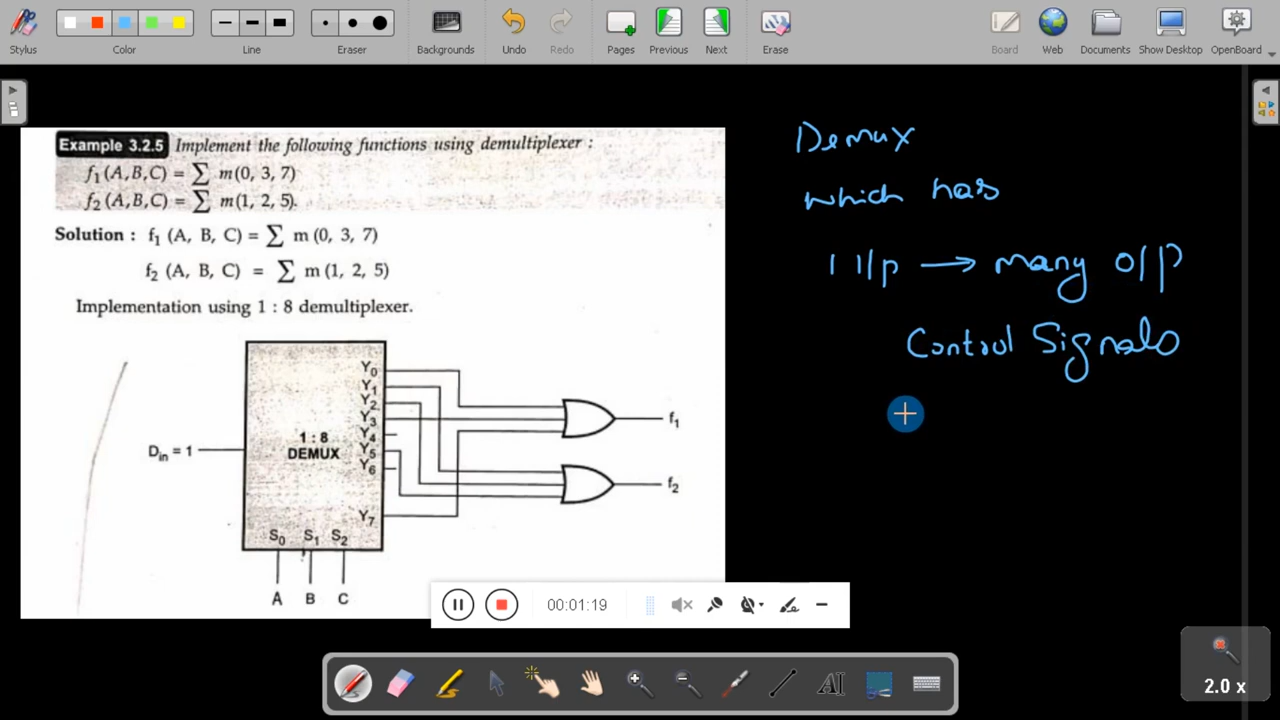 Stylus
Color
Line
Eraser
Backgrounds
Undo
Redo
Pages
Previous
Next
Erase
Board
Web
Documents
Show Desktop
OpenBoard
Example 3.2.5 Implement the following functions using demultiplexer :
f1 (A,B,C) = ∑ m(0, 3, 7)
f2 (A,B,C) = ∑ m(1, 2, 5).
Solution : f1 (A, B, C) = ∑ m (0, 3, 7)
f2 (A, B, C) = ∑ m (1, 2, 5)
Implementation using 1 : 8 demultiplexer.
Din = 1
1 : 8
DEMUX
Y0
Y1
Y2
Y3
Y4
Y5
Y6
Y7
S0 S1 S2
A B C
f1
f2
Demux
which has
1 I/p → many o/p
Control Signals
00:01:19
AI
2.0 x